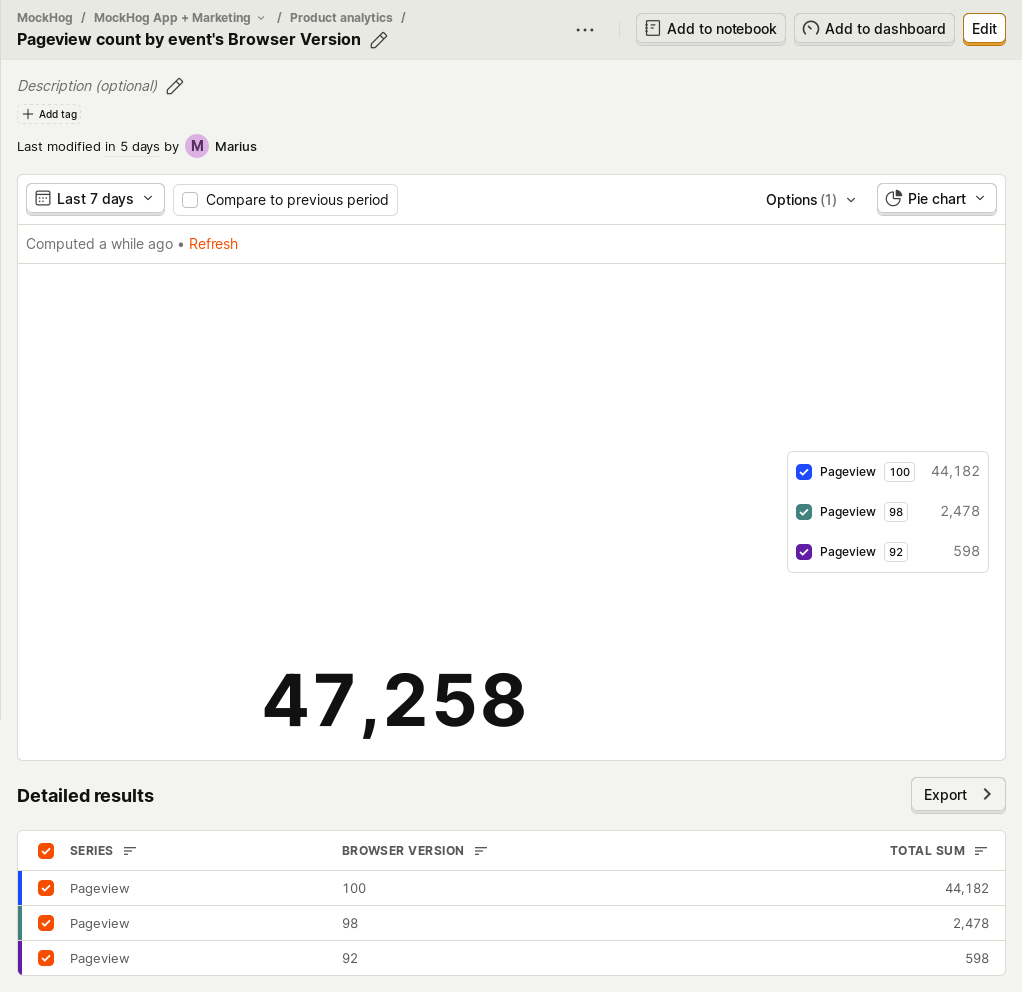 MockHog / MockHog App + Marketing / Product analytics /
Pageview count by event's Browser Version
Add to notebook
Add to dashboard
Edit
Description (optional)
Add tag
Last modified in 5 days by M Marius
Last 7 days
Compare to previous period
Options (1)
Pie chart
Computed a while ago • Refresh
Pageview 100 44,182
Pageview 98 2,478
Pageview 92 598
47,258
Detailed results
Export
SERIES BROWSER VERSION TOTAL SUM
Pageview 100 44,182
Pageview 98 2,478
Pageview 92 598